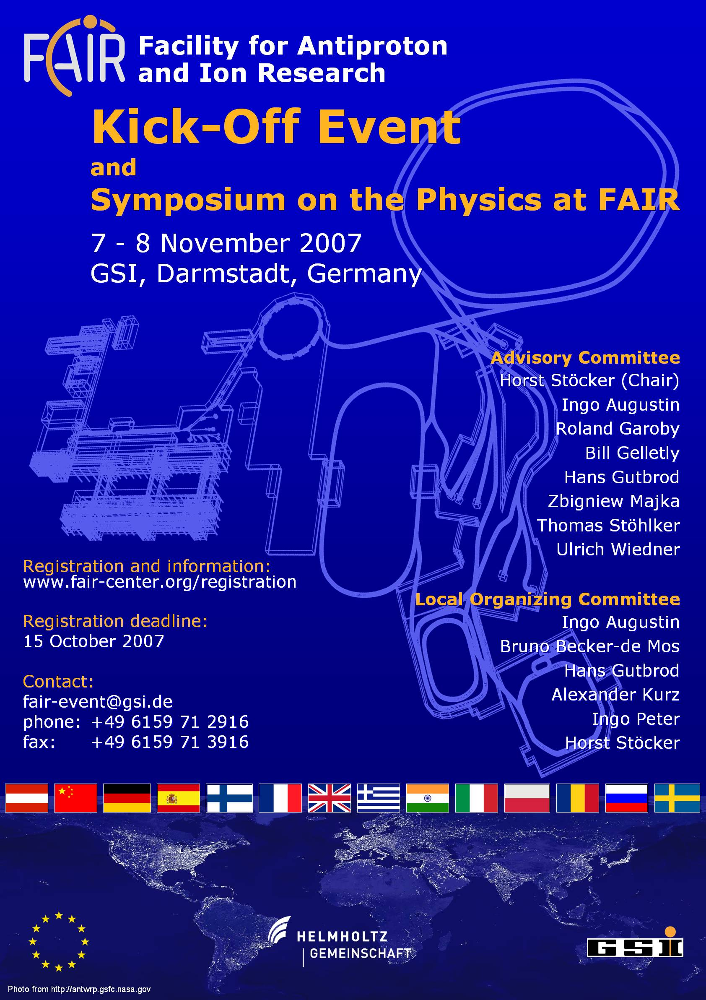 FAIR
Facility for Antiproton
and Ion Research
Kick-Off Event
and
Symposium on the Physics at FAIR
7 - 8 November 2007
GSI, Darmstadt, Germany
Advisory Committee
Horst Stöcker (Chair)
Ingo Augustin
Roland Garoby
Bill Gelletly
Hans Gutbrod
Zbigniew Majka
Thomas Stöhlker
Ulrich Wiedner
Registration and information:
www.fair-center.org/registration
Registration deadline:
15 October 2007
Contact:
fair-event@gsi.de
phone: +49 6159 71 2916
fax: +49 6159 71 3916
Local Organizing Committee
Ingo Augustin
Bruno Becker-de Mos
Hans Gutbrod
Alexander Kurz
Ingo Peter
Horst Stöcker
HELMHOLTZ
GEMEINSCHAFT
GSI
Photo from http://antwrp.gsfc.nasa.gov